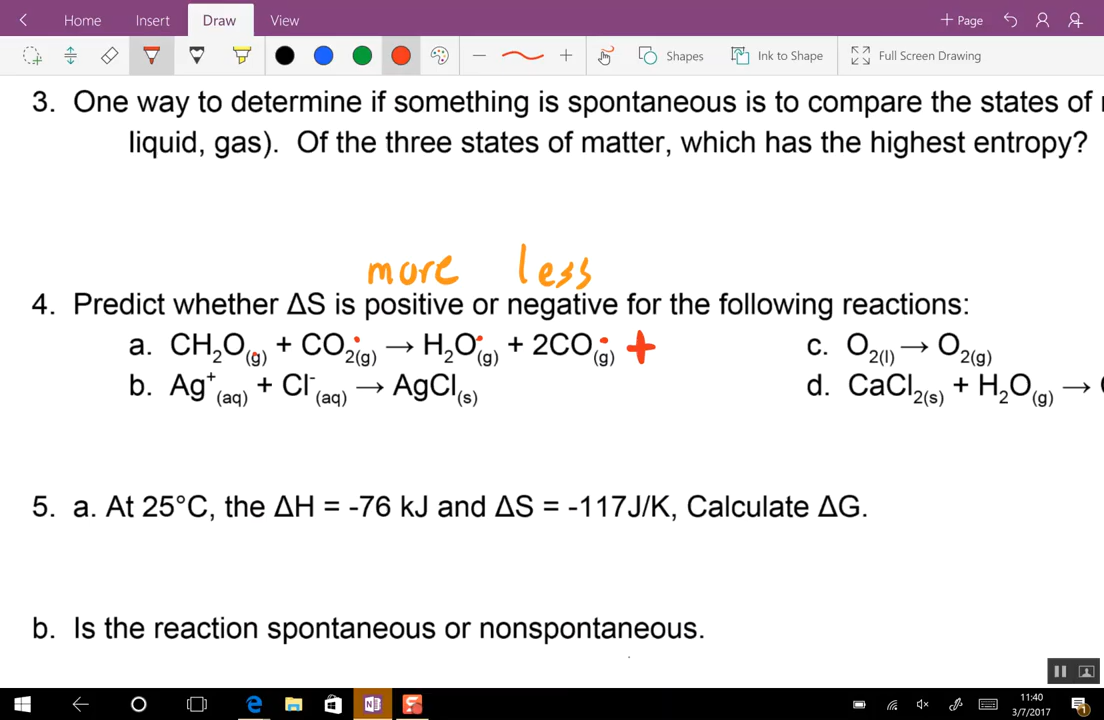 Home Insert Draw View + Page
Shapes Ink to Shape Full Screen Drawing
3. One way to determine if something is spontaneous is to compare the states of
liquid, gas). Of the three states of matter, which has the highest entropy?
more less
4. Predict whether ΔS is positive or negative for the following reactions:
a. CH₂O(g) + CO₂(g) → H₂O(g) + 2CO(g) + c. O₂(l) → O₂(g)
b. Ag⁺(aq) + Cl⁻(aq) → AgCl(s) d. CaCl₂(s) + H₂O(g) →
5. a. At 25°C, the ΔH = -76 kJ and ΔS = -117J/K, Calculate ΔG.
b. Is the reaction spontaneous or nonspontaneous.
11:40
3/7/2017
1